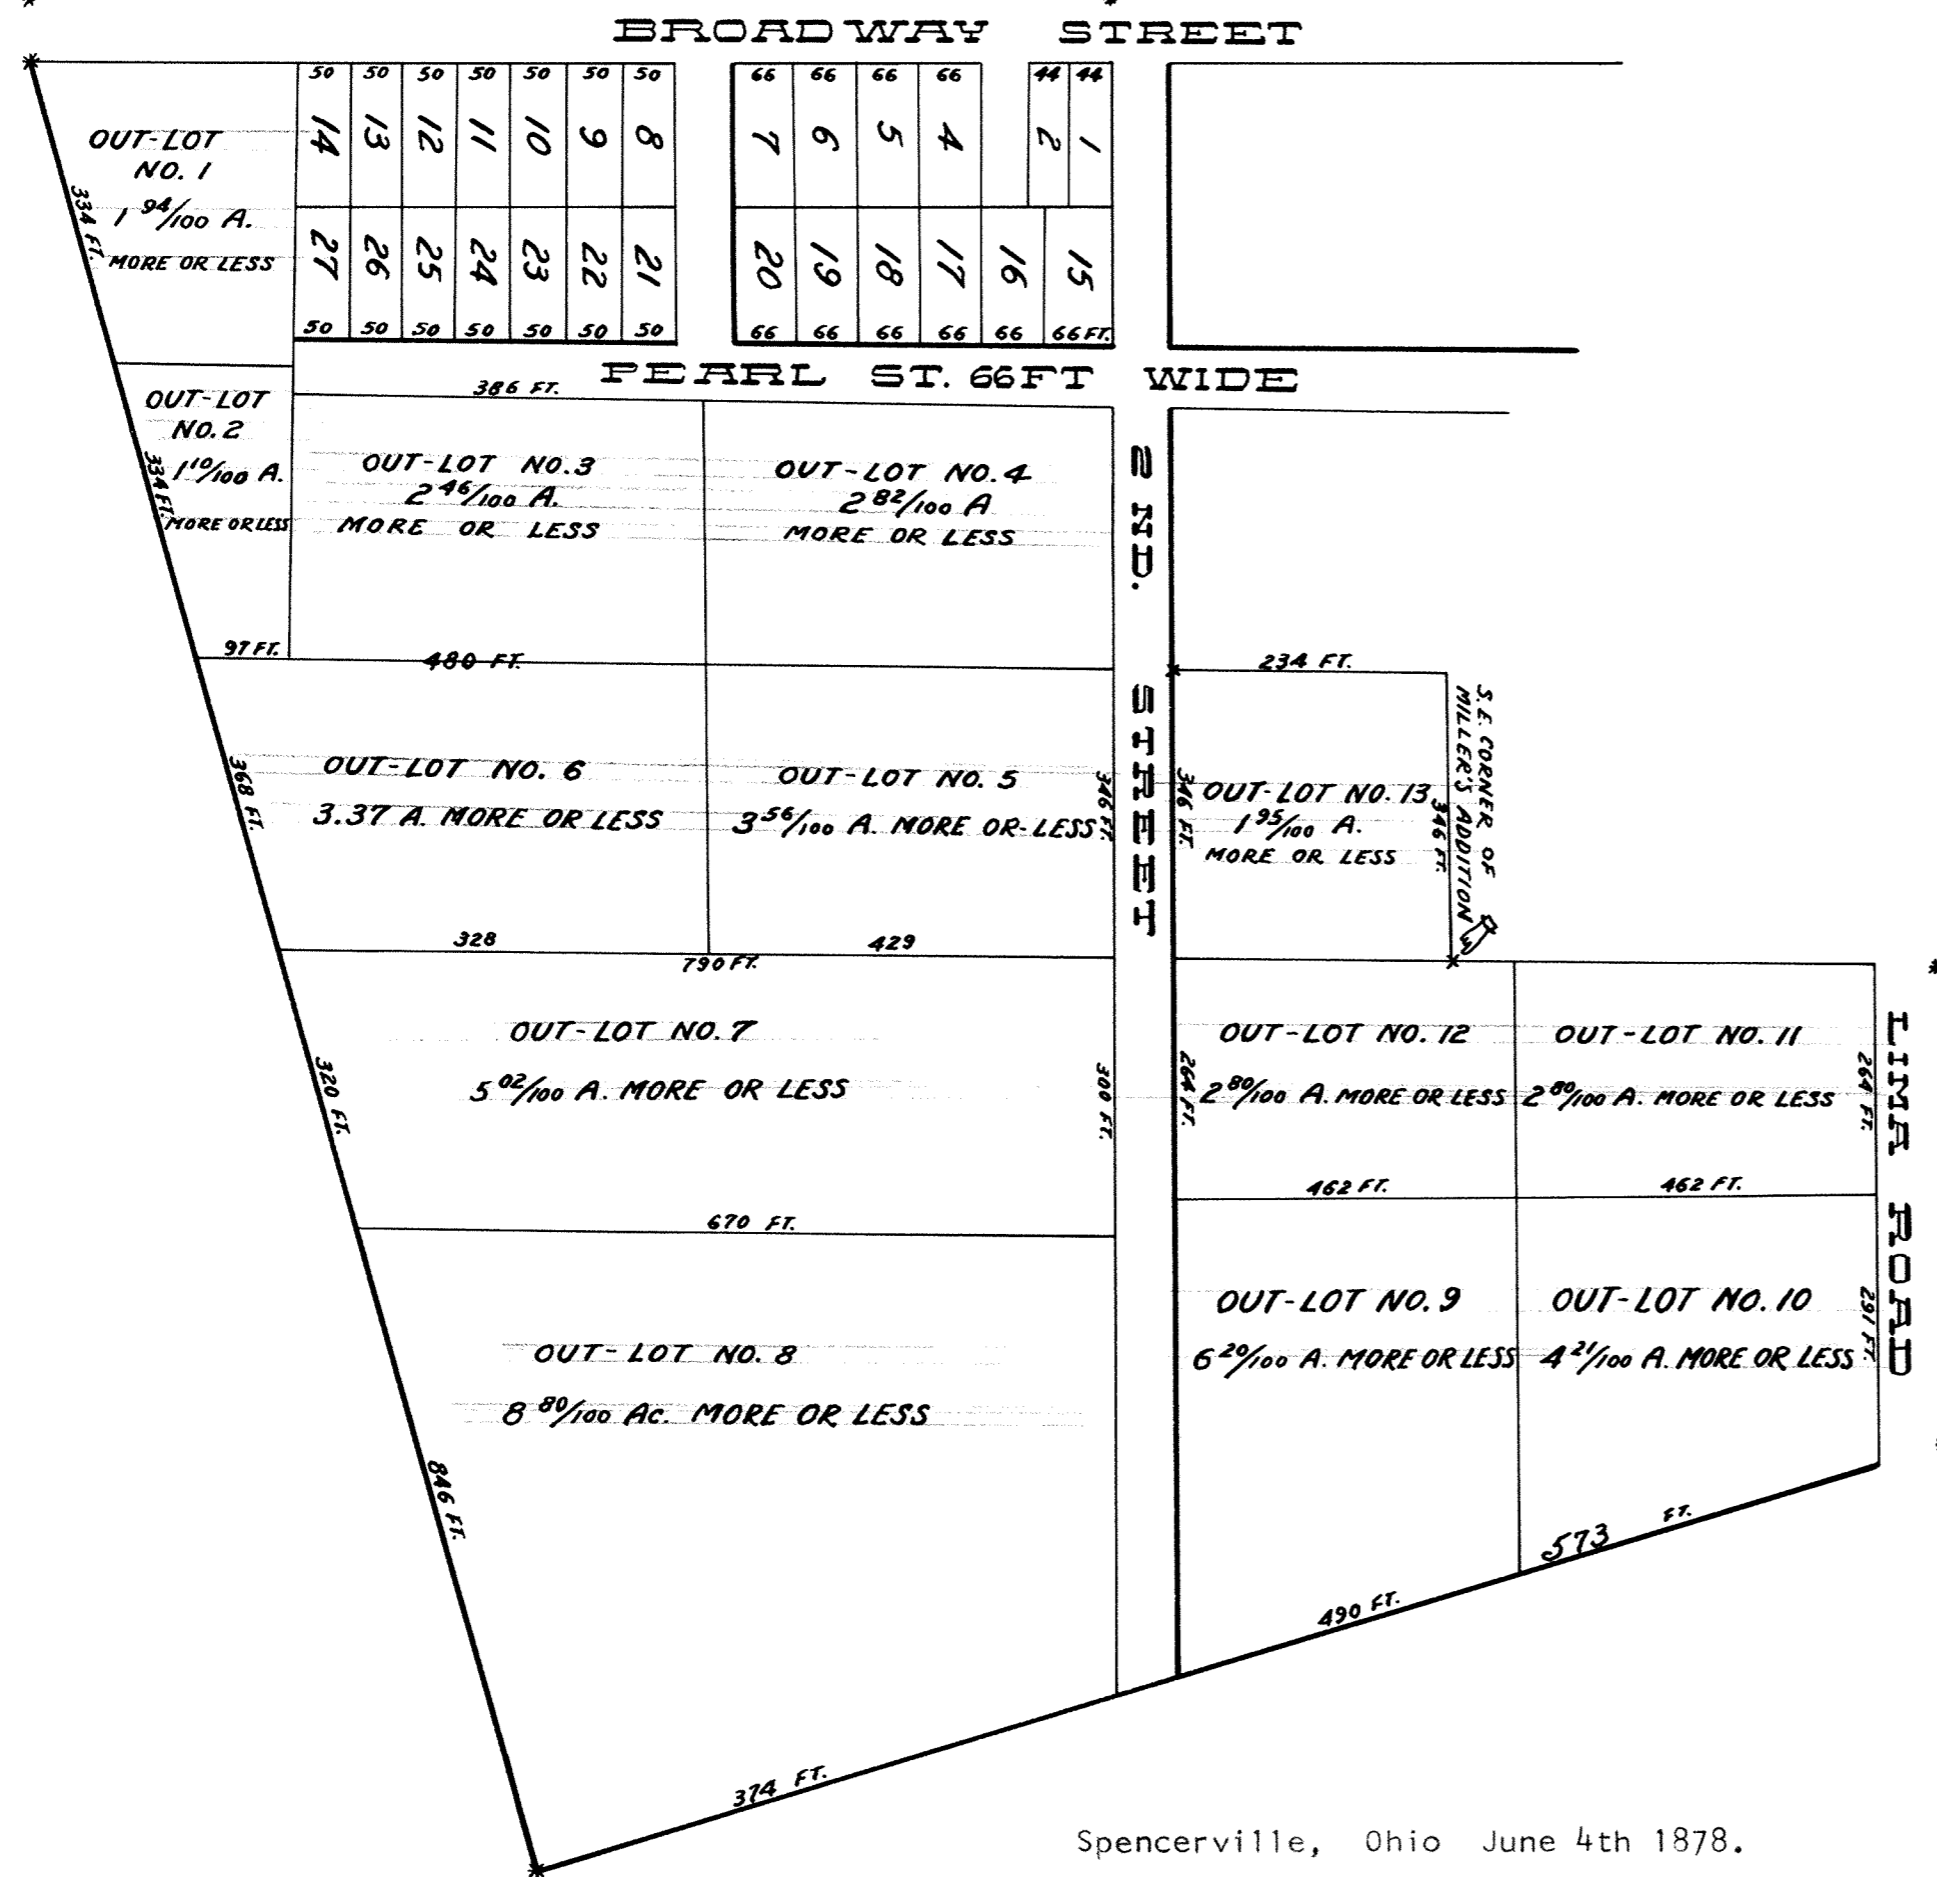 BROADWAY STREET
50 50 50 50 50 50 50 66 66 66 66 44 44
14 13 12 11 10 9 8 7 6 5 4 2 1
OUT-LOT
NO. 1
1 94/100 A.
MORE OR LESS
334 FT.
27 26 25 24 23 22 21 20 19 18 17 16 15
50 50 50 50 50 50 50 66 66 66 66 66 66 FT.
PEARL ST. 66FT WIDE
386 FT.
OUT-LOT
NO. 2
1 10/100 A.
MORE OR LESS
334 FT.
97 FT.
OUT-LOT NO. 3
2 46/100 A.
MORE OR LESS
480 FT.
OUT-LOT NO. 4
2 82/100 A
MORE OR LESS
2 ND. STREET
234 FT.
OUT-LOT NO. 6
3.37 A. MORE OR LESS
368 FT.
OUT-LOT NO. 5
3 56/100 A. MORE OR-LESS
346 FT.
346 FT.
OUT-LOT NO. 13
1 95/100 A.
MORE OR LESS
346 FT.
S.E. CORNER OF
MILLER'S ADDITION
328
429
790 FT.
OUT-LOT NO. 7
5 02/100 A. MORE OR LESS
320 FT.
300 FT.
264 FT.
OUT-LOT NO. 12
2 80/100 A. MORE OR LESS
OUT-LOT NO. 11
2 80/100 A. MORE OR LESS
264 FT.
LIMA ROAD
462 FT.
462 FT.
670 FT.
OUT-LOT NO. 8
8 80/100 Ac. MORE OR LESS
846 FT.
OUT-LOT NO. 9
6 20/100 A. MORE OR LESS
OUT-LOT NO. 10
4 21/100 A. MORE OR LESS
291 FT.
573 FT.
490 FT.
374 FT.
Spencerville, Ohio June 4th 1878.